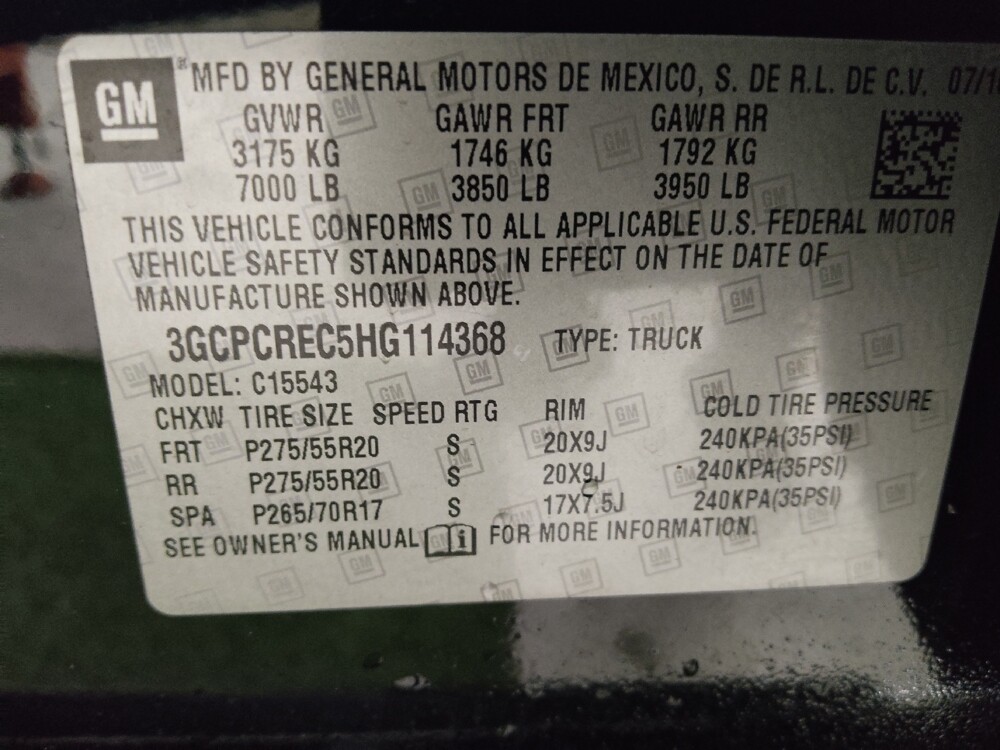 GM
MFD BY GENERAL MOTORS DE MEXICO, S. DE R.L. DE C.V.
GVWR GAWR FRT GAWR RR
3175 KG 1746 KG 1792 KG
7000 LB 3850 LB 3950 LB
THIS VEHICLE CONFORMS TO ALL APPLICABLE U.S. FEDERAL MOTOR
VEHICLE SAFETY STANDARDS IN EFFECT ON THE DATE OF
MANUFACTURE SHOWN ABOVE.
3GCPCREC5HG114368 TYPE: TRUCK
MODEL: C15543
CHXW TIRE SIZE SPEED RTG RIM COLD TIRE PRESSURE
FRT P275/55R20 S 20X9J 240KPA(35PSI)
RR P275/55R20 S 20X9J 240KPA(35PSI)
SPA P265/70R17 S 17X7.5J 240KPA(35PSI)
SEE OWNER'S MANUAL FOR MORE INFORMATION.